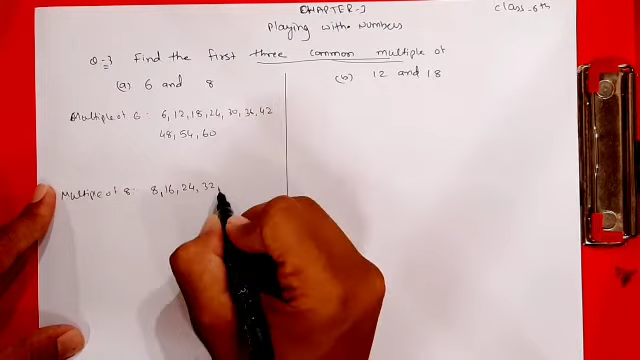 CHAPTER-3
Class-6th
Playing withe Numbers
Q-3 Find the first three common multiple of
(a) 6 and 8
(b) 12 and 18
Multiple of 6 : 6, 12, 18, 24, 30, 36, 42
48, 54, 60
Multiple of 8 : 8, 16, 24, 32,